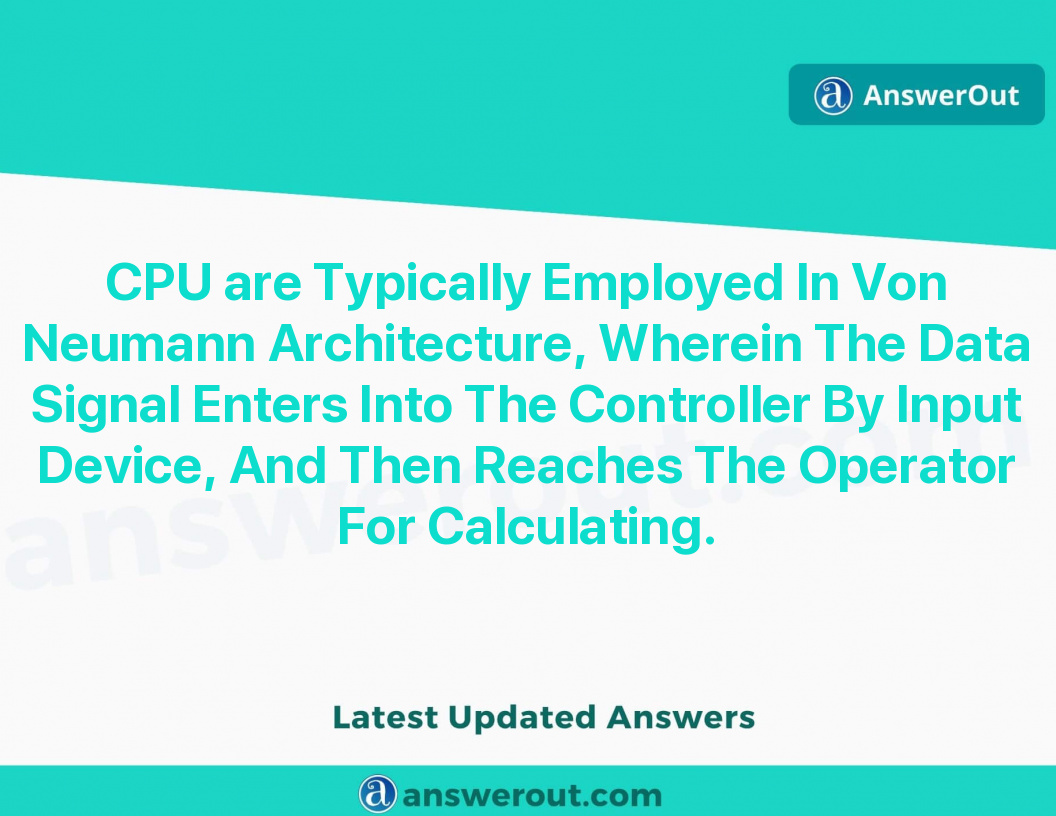 AnswerOut
CPU are Typically Employed In Von
Neumann Architecture, Wherein The Data
Signal Enters Into The Controller By Input
Device, And Then Reaches The Operator
For Calculating.
answerout.com
Latest Updated Answers
answerout.com